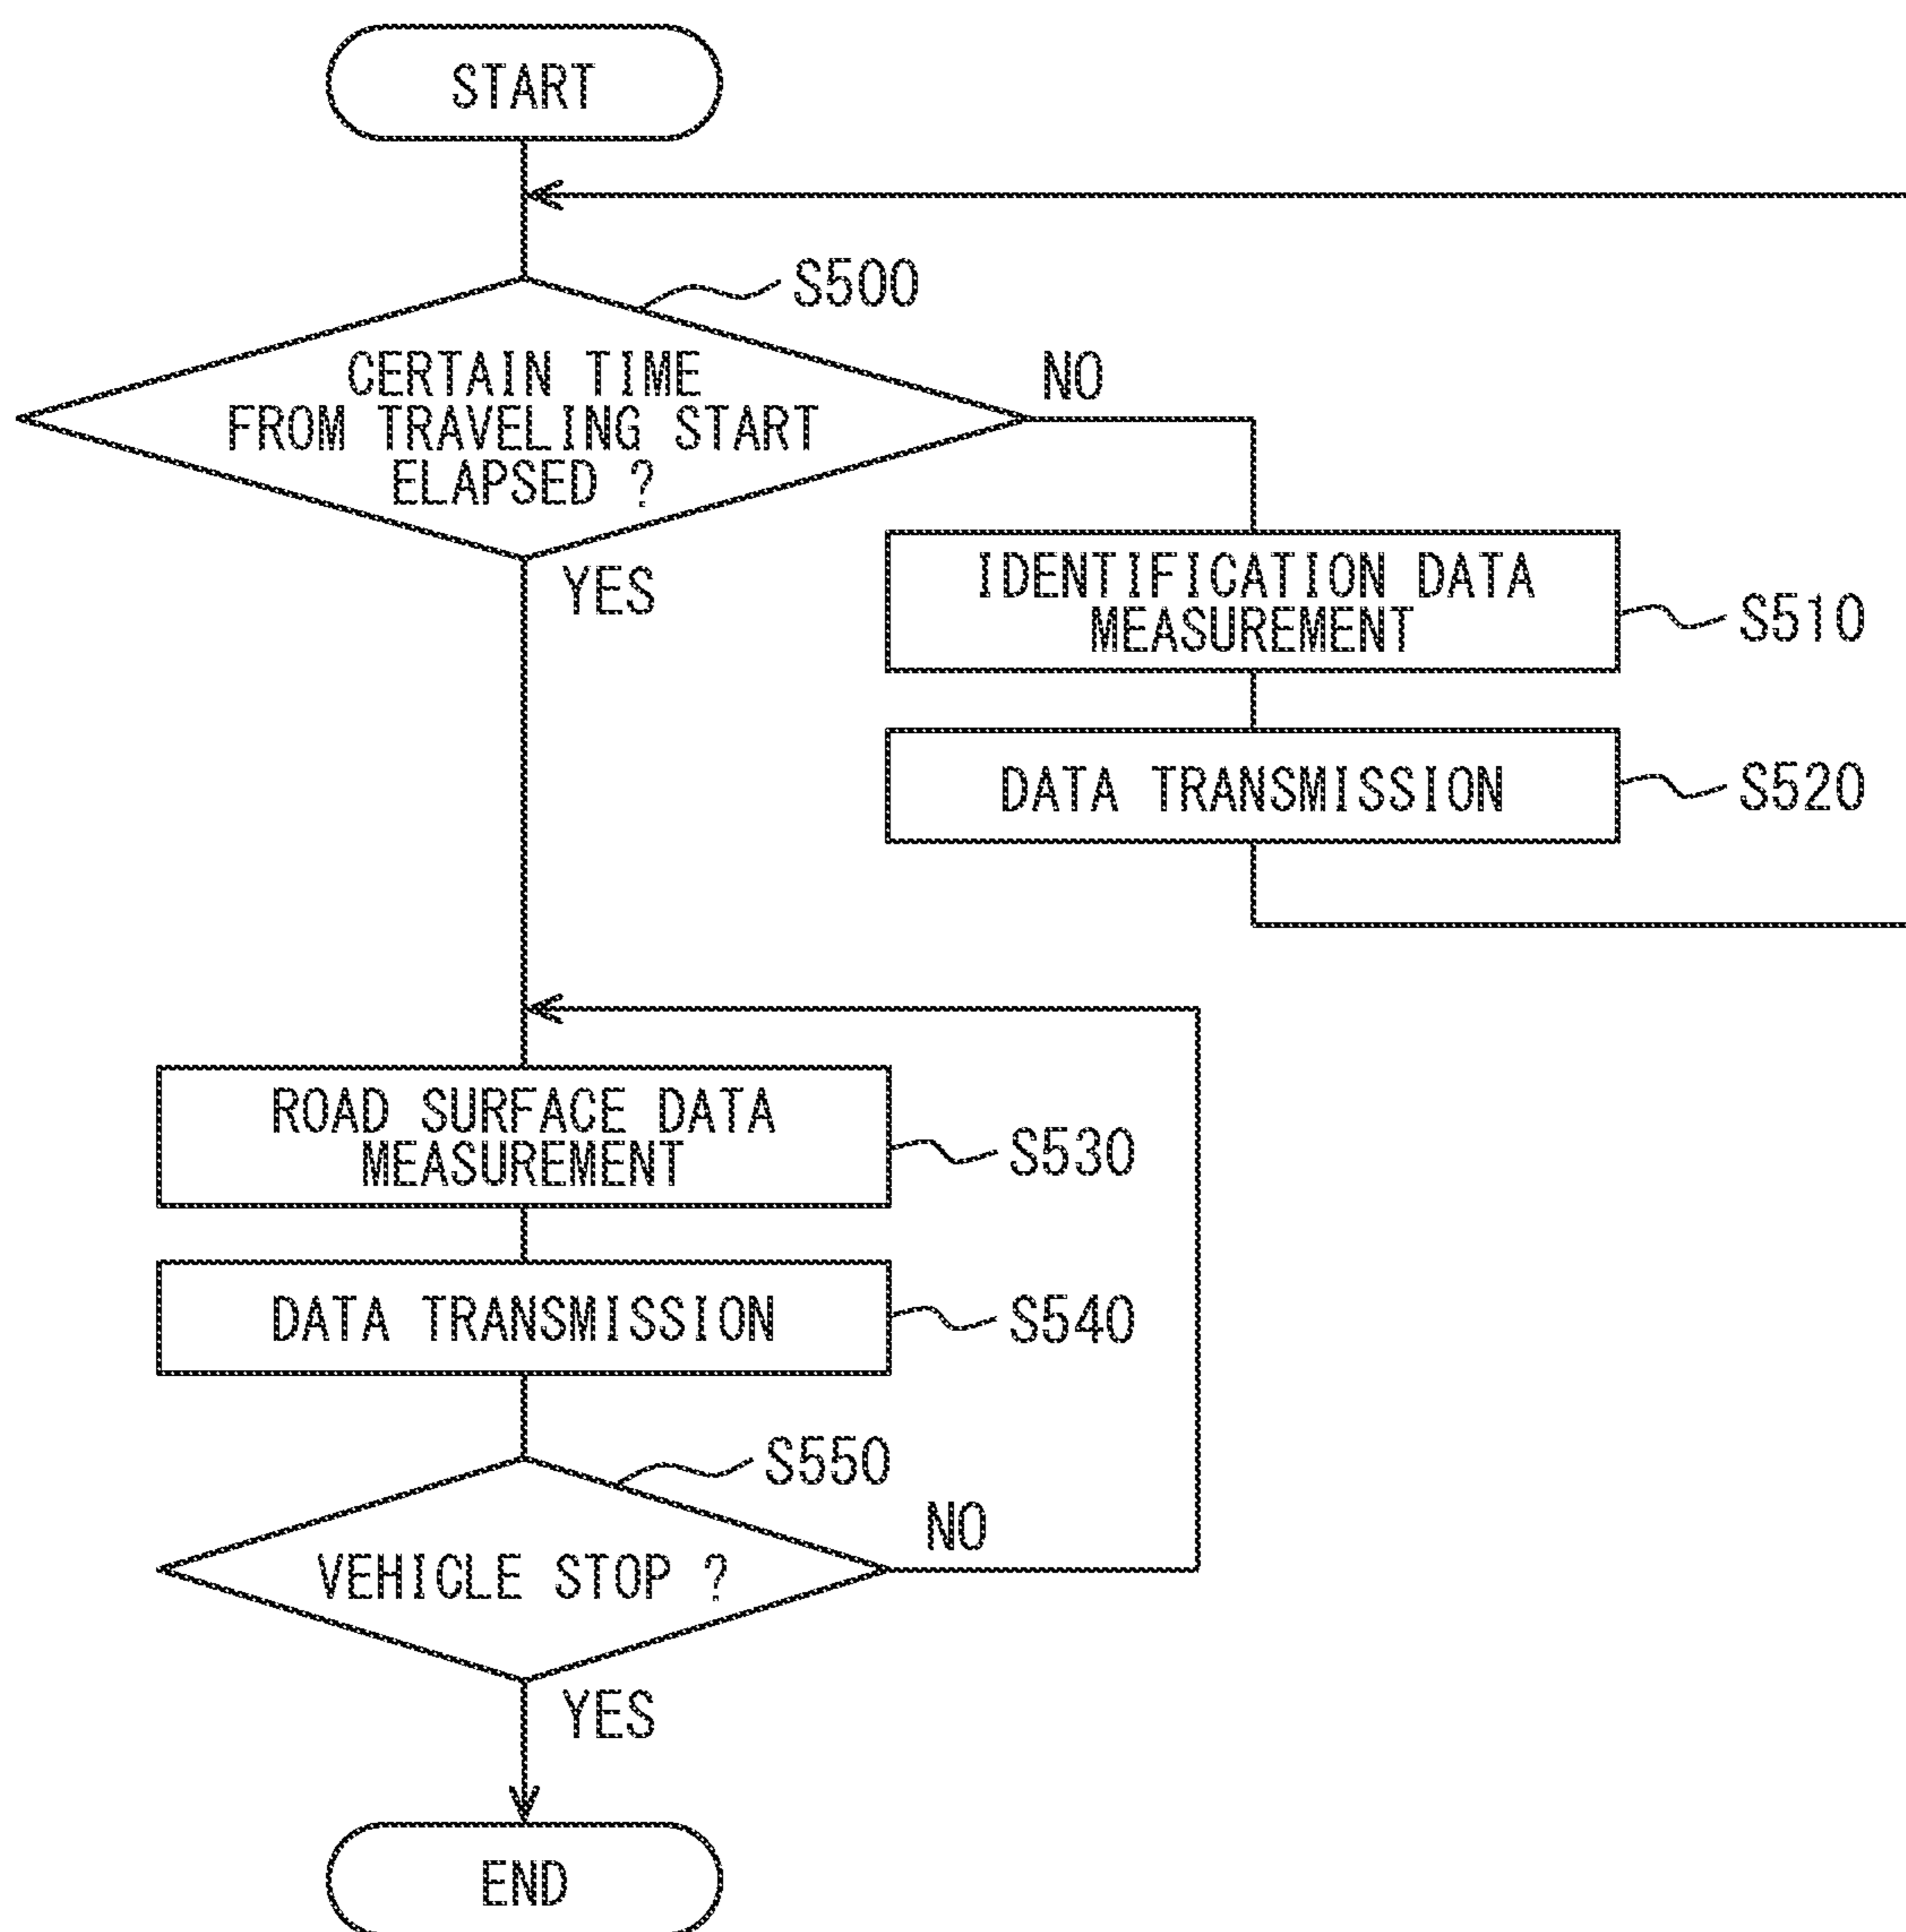 START
S500
CERTAIN TIME
FROM TRAVELING START
ELAPSED ?
NO
YES
IDENTIFICATION DATA
MEASUREMENT
S510
DATA TRANSMISSION
S520
ROAD SURFACE DATA
MEASUREMENT
S530
DATA TRANSMISSION
S540
S550
VEHICLE STOP ?
NO
YES
END